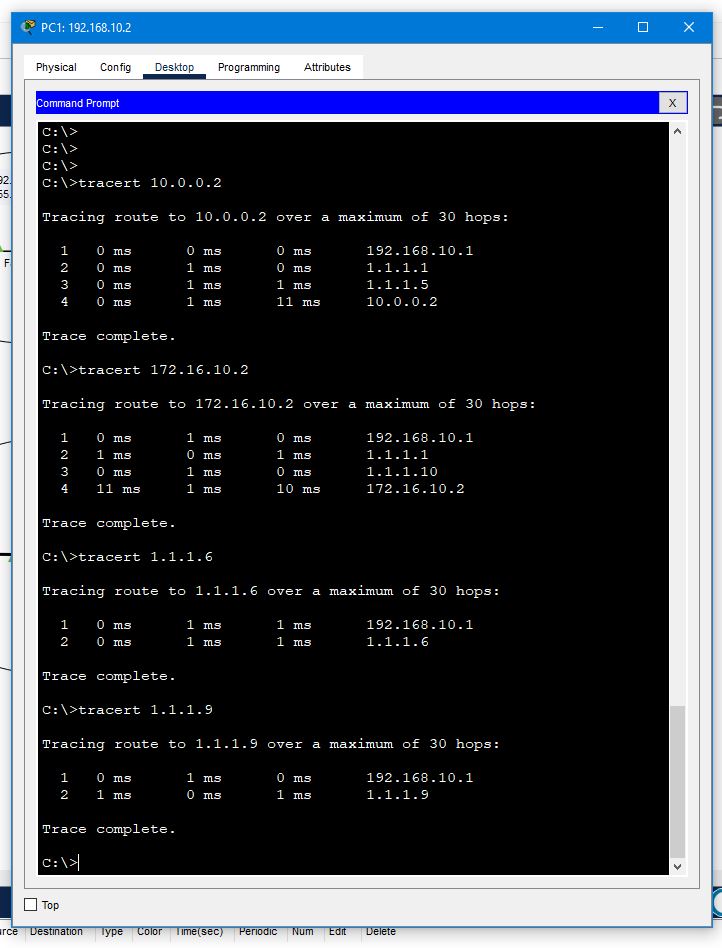 PC1: 192.168.10.2
Physical Config Desktop Programming Attributes
Command Prompt X
C:\>
C:\>
C:\>
C:\>tracert 10.0.0.2
Tracing route to 10.0.0.2 over a maximum of 30 hops:
1 0 ms 0 ms 0 ms 192.168.10.1
2 0 ms 1 ms 0 ms 1.1.1.1
3 0 ms 1 ms 1 ms 1.1.1.5
4 0 ms 1 ms 11 ms 10.0.0.2
Trace complete.
C:\>tracert 172.16.10.2
Tracing route to 172.16.10.2 over a maximum of 30 hops:
1 0 ms 1 ms 0 ms 192.168.10.1
2 1 ms 0 ms 1 ms 1.1.1.1
3 0 ms 1 ms 0 ms 1.1.1.10
4 11 ms 1 ms 10 ms 172.16.10.2
Trace complete.
C:\>tracert 1.1.1.6
Tracing route to 1.1.1.6 over a maximum of 30 hops:
1 0 ms 1 ms 1 ms 192.168.10.1
2 0 ms 1 ms 1 ms 1.1.1.6
Trace complete.
C:\>tracert 1.1.1.9
Tracing route to 1.1.1.9 over a maximum of 30 hops:
1 0 ms 1 ms 0 ms 192.168.10.1
2 1 ms 0 ms 1 ms 1.1.1.9
Trace complete.
C:\>
Top
Destination Type Color Time(sec) Periodic Num Edit Delete